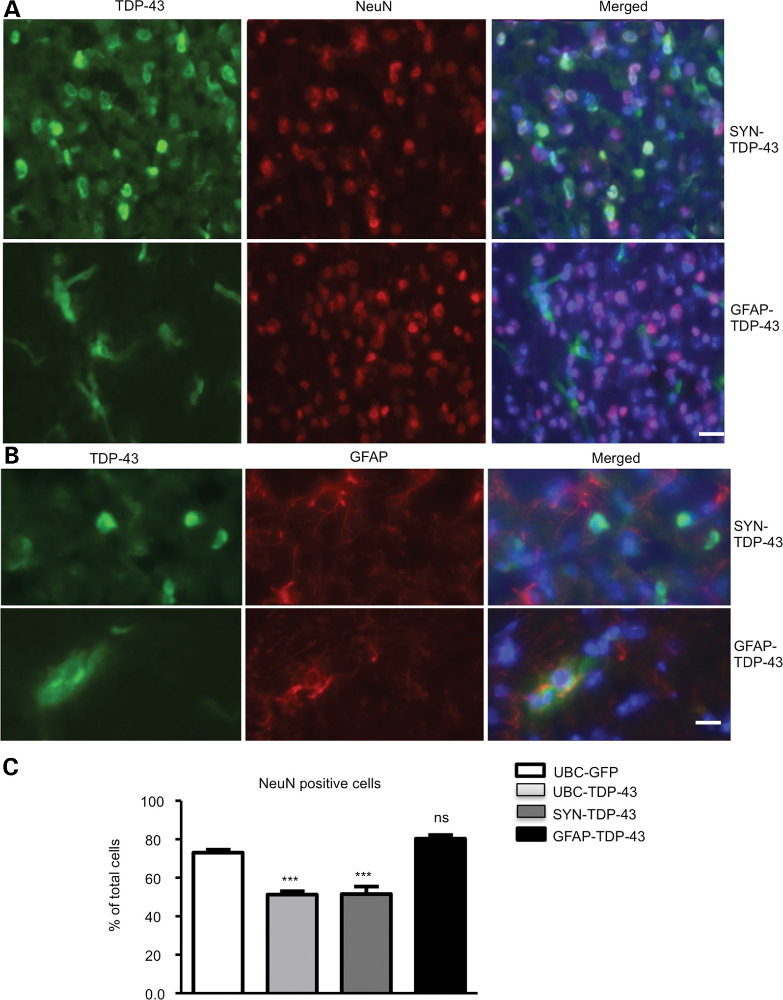 A
TDP-43 NeuN Merged
SYN-
TDP-43
GFAP-
TDP-43
B
TDP-43 GFAP Merged
SYN-
TDP-43
GFAP-
TDP-43
C
NeuN positive cells
UBC-GFP
UBC-TDP-43
SYN-TDP-43
GFAP-TDP-43
% of total cells
100
80
60
40
20
0.0
***
***
ns